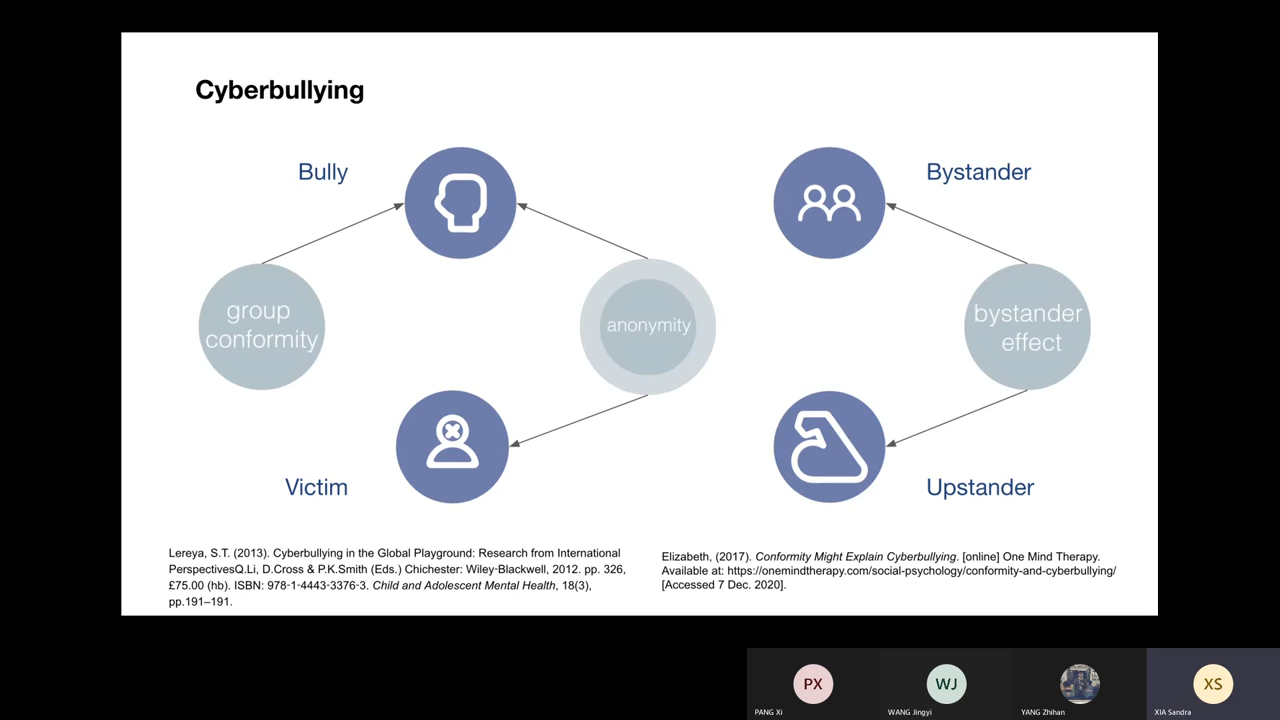 Cyberbullying
Bully
Bystander
group
conformity
anonymity
bystander
effect
Victim
Upstander
Lereya, S.T. (2013). Cyberbullying in the Global Playground: Research from International
PerspectivesQ.Li, D.Cross & P.K.Smith (Eds.) Chichester: Wiley-Blackwell, 2012. pp. 326,
£75.00 (hb). ISBN: 978-1-4443-3376-3. Child and Adolescent Mental Health, 18(3),
pp.191–191.
Elizabeth, (2017). Conformity Might Explain Cyberbullying. [online] One Mind Therapy.
Available at: https://onemindtherapy.com/social-psychology/conformity-and-cyberbullying/
[Accessed 7 Dec. 2020].
PX
WJ
XS
PANG Xi
WANG Jingyi
YANG Zhihan
XIA Sandra